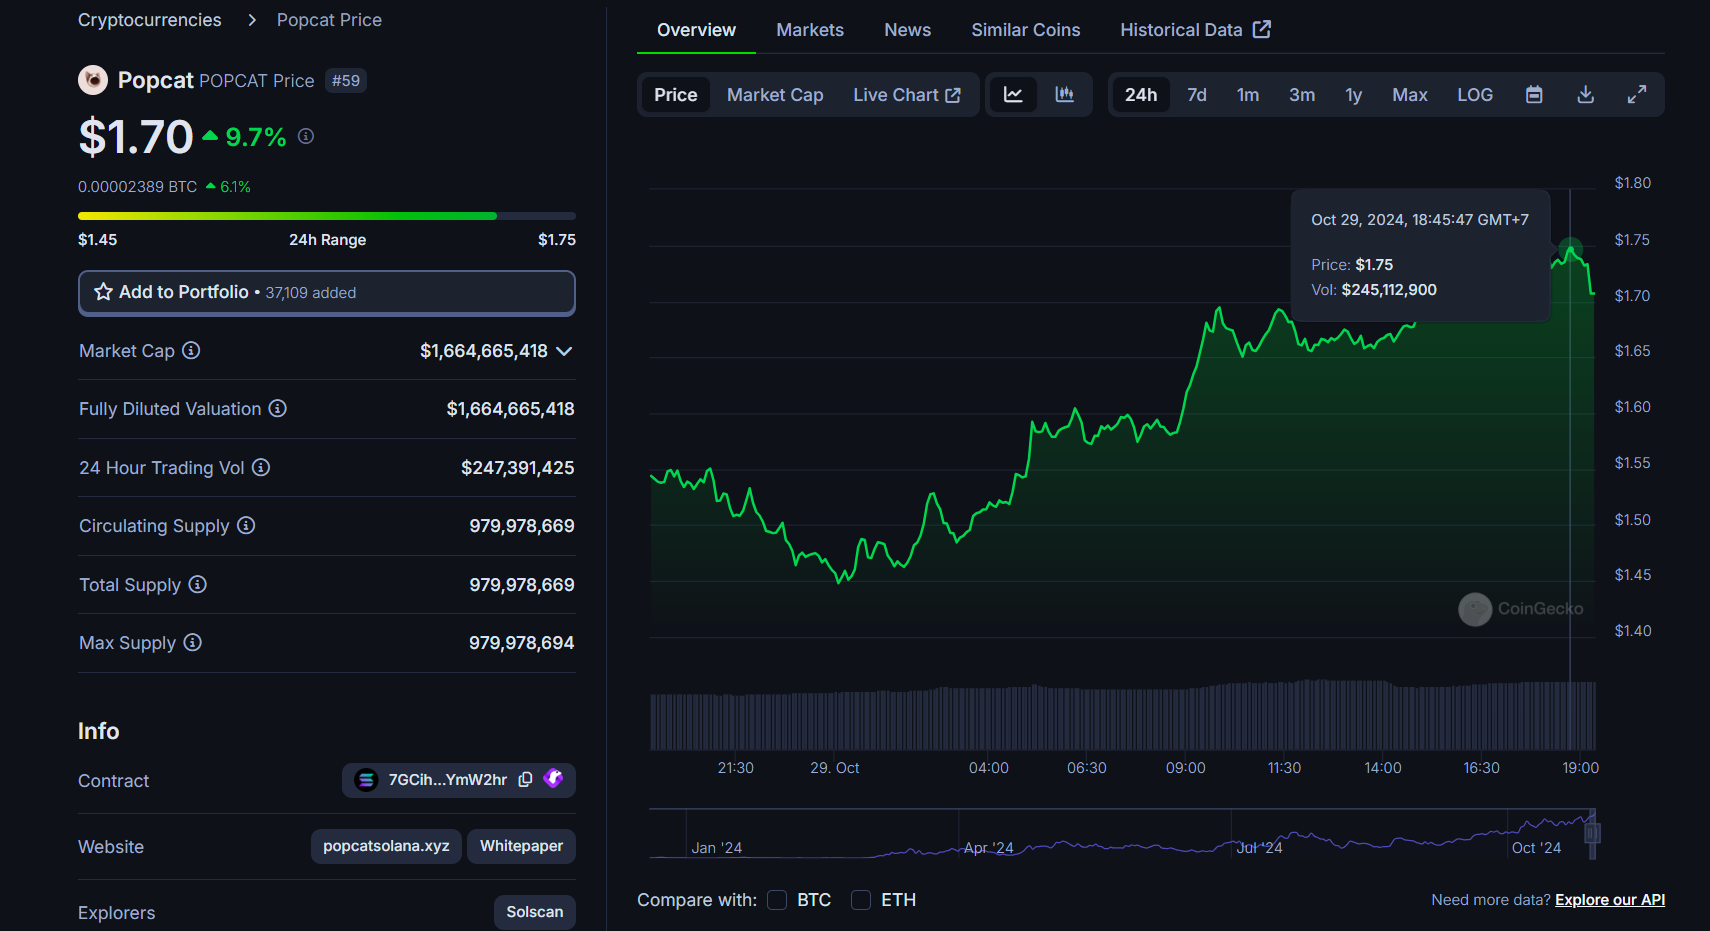 Cryptocurrencies > Popcat Price
Popcat POPCAT Price #59
$1.70 9.7%
0.00002389 BTC 6.1%
$1.45 24h Range $1.75
Add to Portfolio • 37,109 added
Market Cap $1,664,665,418
Fully Diluted Valuation $1,664,665,418
24 Hour Trading Vol $247,391,425
Circulating Supply 979,978,669
Total Supply 979,978,669
Max Supply 979,978,694
Info
Contract 7GCih...YmW2hr
Website popcatsolana.xyz Whitepaper
Explorers Solscan
Overview Markets News Similar Coins Historical Data
Price Market Cap Live Chart 24h 7d 1m 3m 1y Max LOG
$1.80
$1.75
$1.70
$1.65
$1.60
$1.55
$1.50
$1.45
$1.40
Oct 29, 2024, 18:45:47 GMT+7
Price: $1.75
Vol: $245,112,900
CoinGecko
21:30 29. Oct 04:00 06:30 09:00 11:30 14:00 16:30 19:00
Jan '24 Apr '24 Jul '24 Oct '24
Compare with: BTC ETH
Need more data? Explore our API